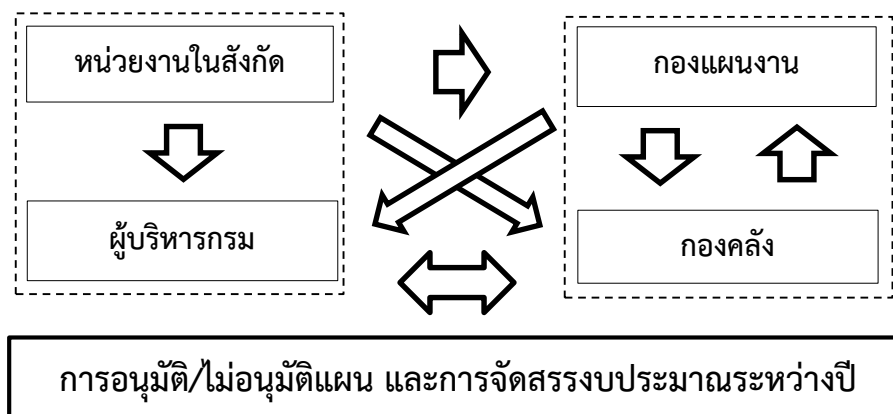 หน่วยงานในสังกัด
กองแผนงาน
ผู้บริหารกรม
กองคลัง
การอนุมัติ/ไม่อนุมัติแผน และการจัดสรรงบประมาณระหว่างปี